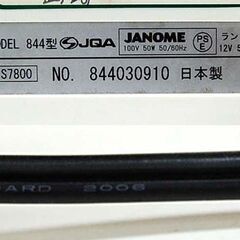 DEL 844型 JQA JANOME PS E ラン
100V 50W 50/60Hz 12V 5
S7800 NO. 844030910 日本製
ARD 2006